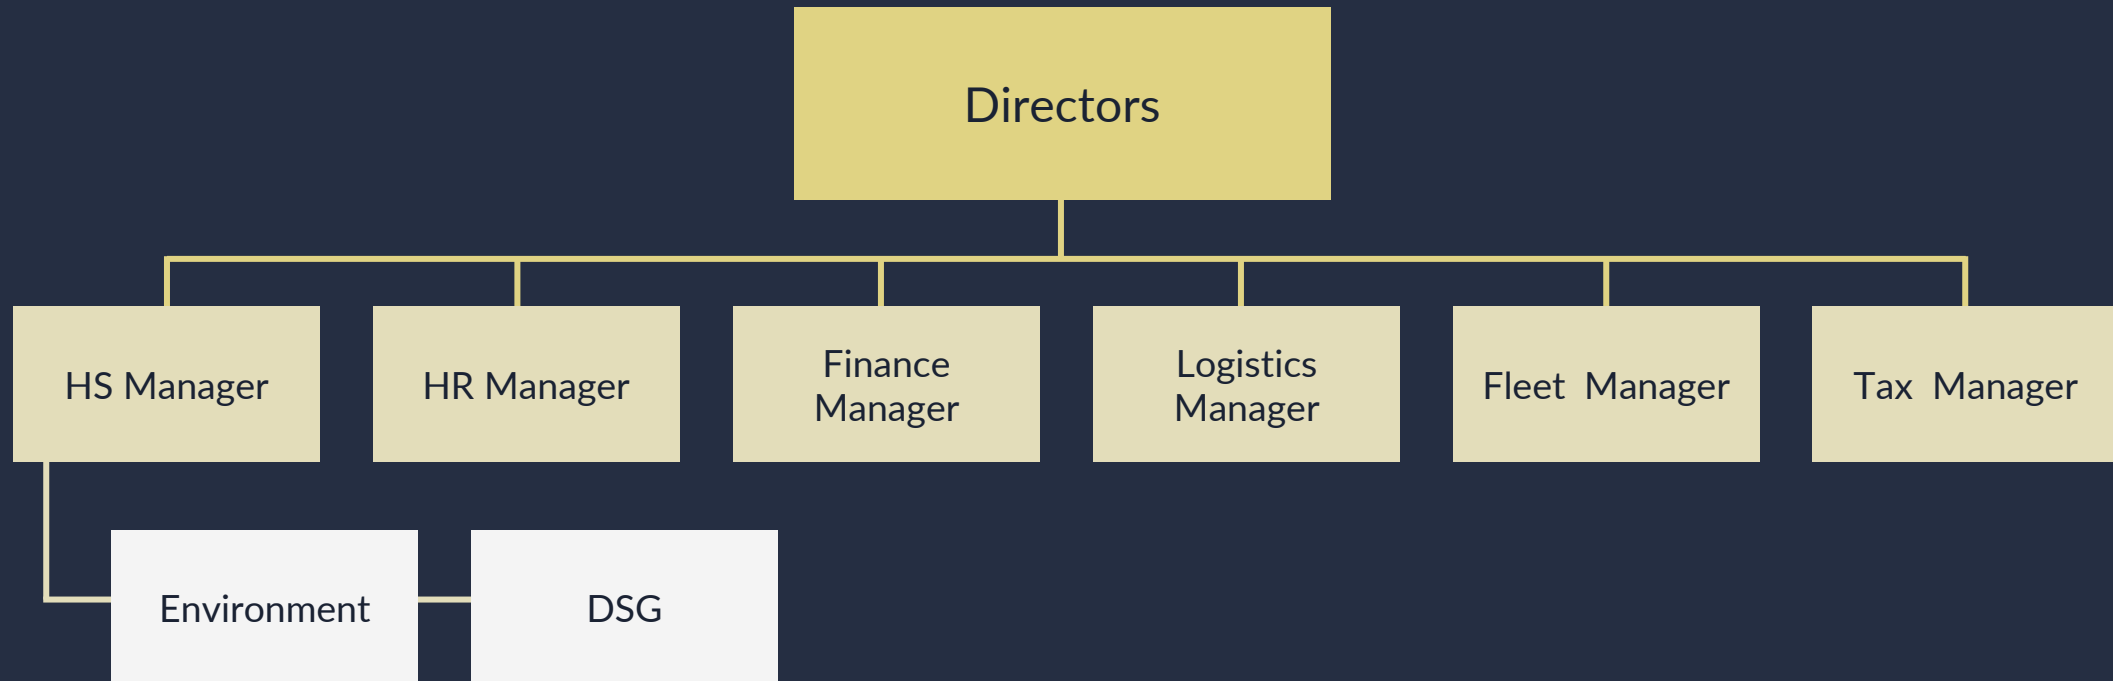 Directors
HS Manager
HR Manager
Finance
Manager
Logistics
Manager
Fleet  Manager
Tax  Manager
Environment
DSG